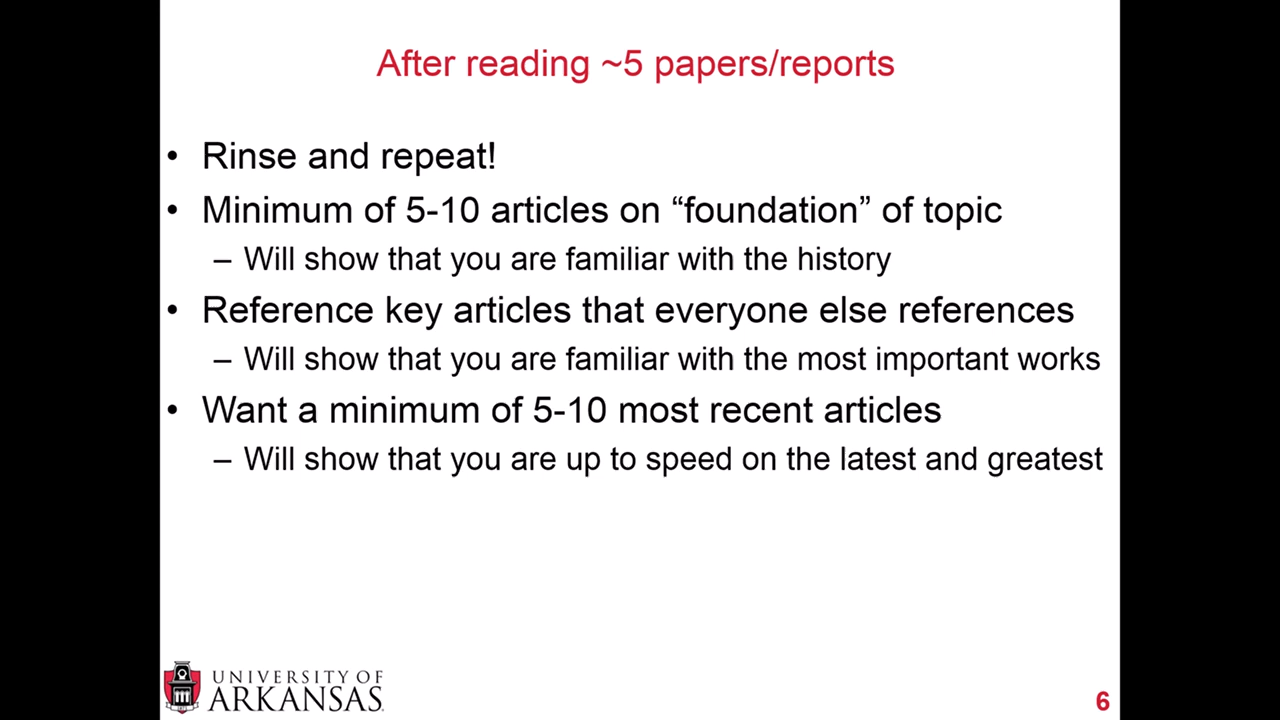 After reading ~5 papers/reports
• Rinse and repeat!
• Minimum of 5-10 articles on “foundation” of topic
– Will show that you are familiar with the history
• Reference key articles that everyone else references
– Will show that you are familiar with the most important works
• Want a minimum of 5-10 most recent articles
– Will show that you are up to speed on the latest and greatest
UNIVERSITY OF
ARKANSAS
6